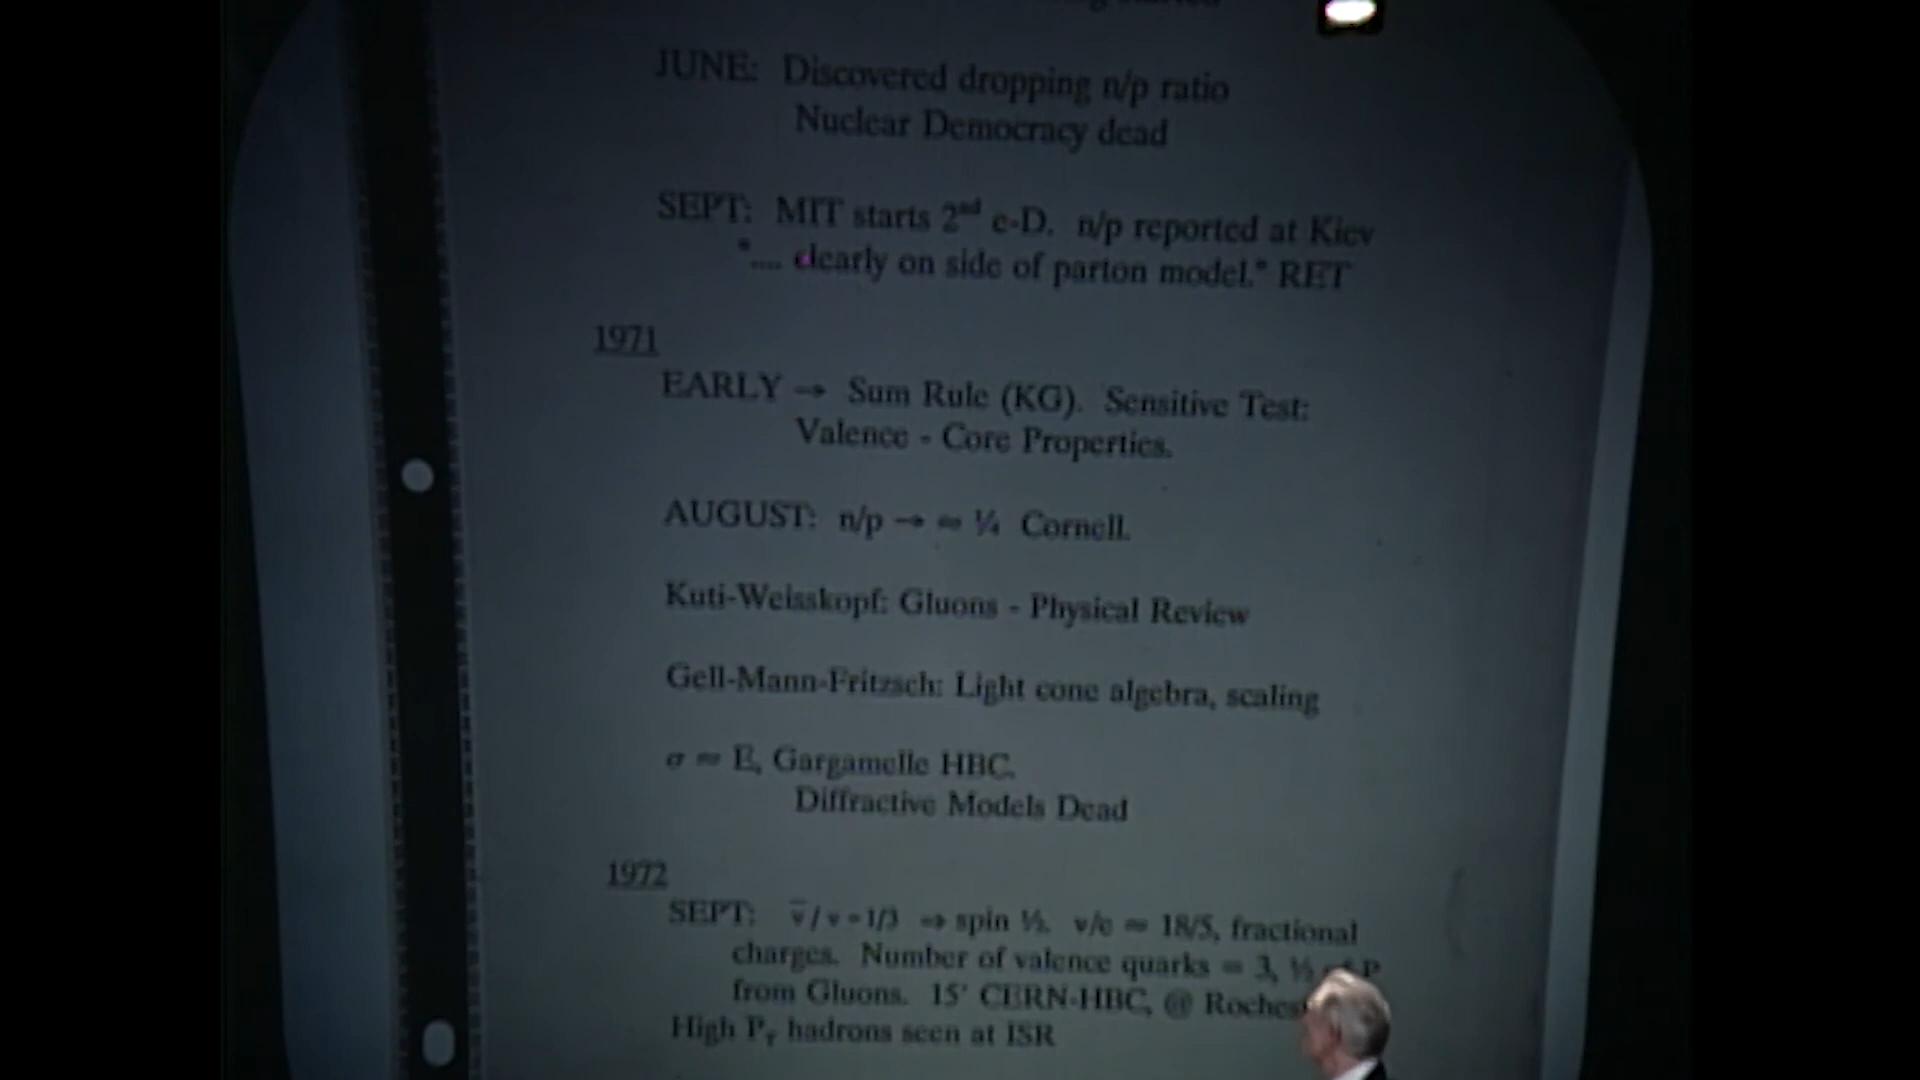 JUNE: Discovered dropping n/p ratio
Nuclear Democracy dead
SEPT: MIT starts 2nd e-D. n/p reported at Kiev
".... clearly on side of parton model." RET
1971
EARLY → Sum Rule (KG). Sensitive Test:
Valence - Core Properties.
AUGUST: n/p → ≈ ¼ Cornell.
Kuti-Weisskopf: Gluons - Physical Review
Gell-Mann-Fritzsch: Light cone algebra, scaling
σ ≈ E, Gargamelle HBC.
Diffractive Models Dead
1972
SEPT: ν̅/ν=1/3 ⇒ spin ½. ν/e ≈ 18/5, fractional
charges. Number of valence quarks = 3, ½ of P
from Gluons. 15' CERN-HBC, @
High PT hadrons seen at ISR